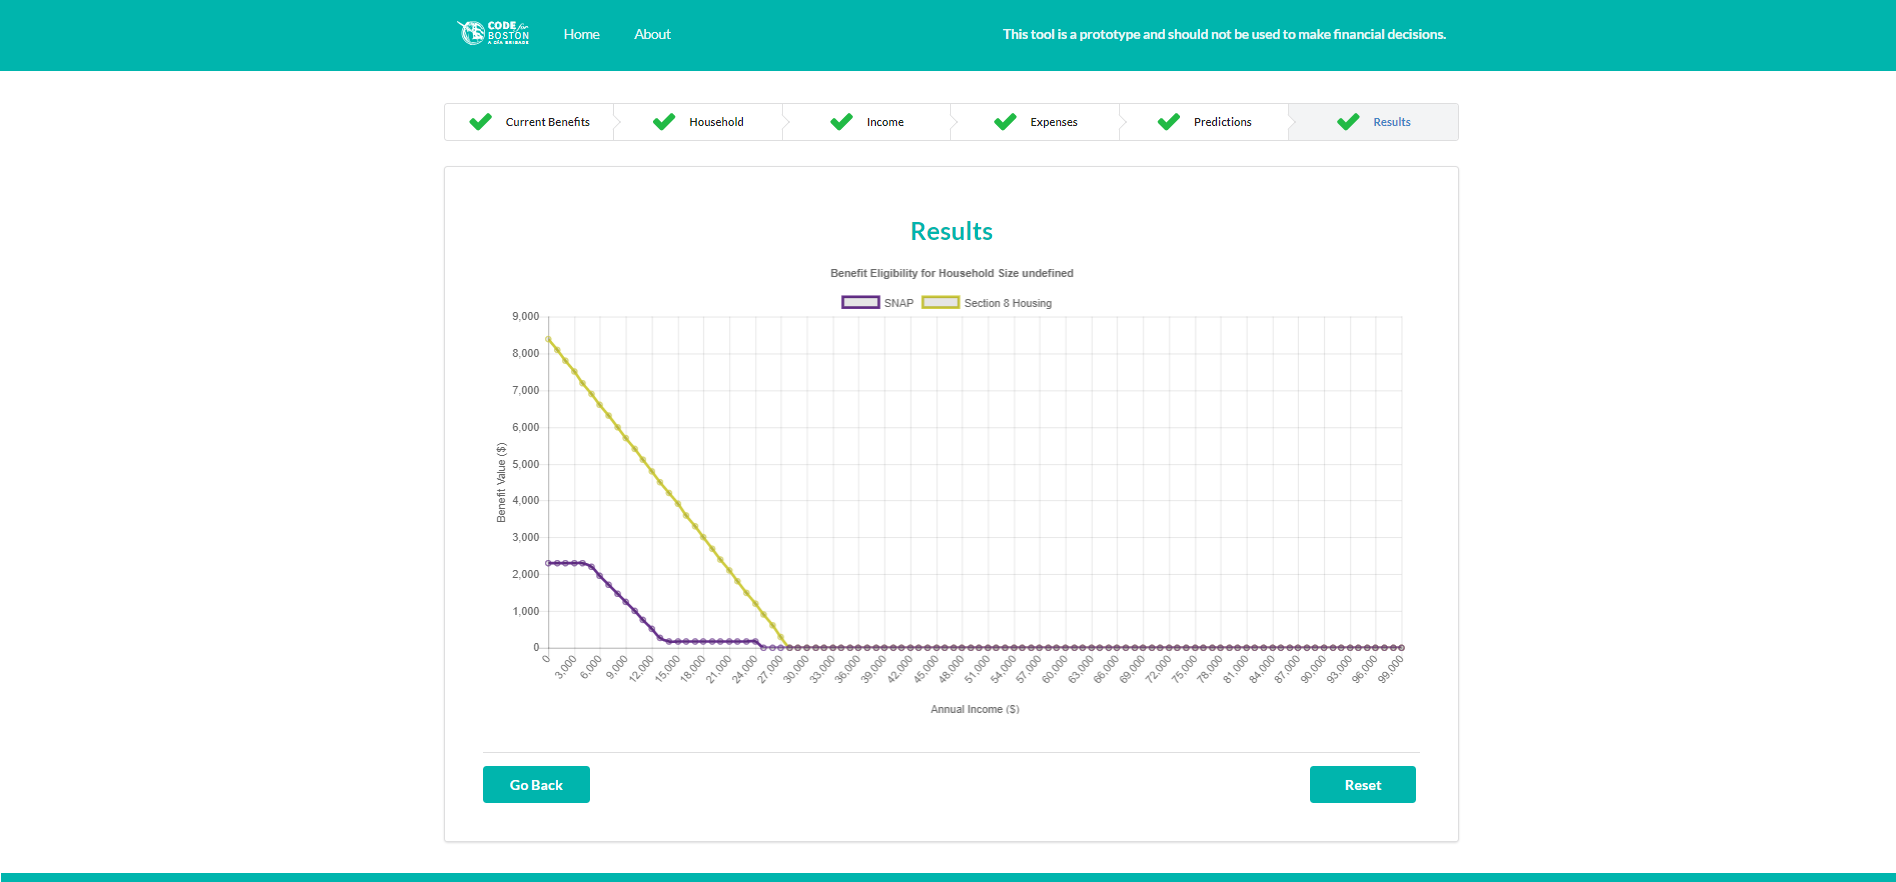 CODE for
BOSTON
A CFA BRIGADE
Home
About
This tool is a prototype and should not be used to make financial decisions.
Current Benefits
Household
Income
Expenses
Predictions
Results
Results
Benefit Eligibility for Household Size undefined
SNAP
Section 8 Housing
9,000
8,000
7,000
6,000
5,000
4,000
3,000
2,000
1,000
0
Benefit Value ($)
0
3,000
6,000
9,000
12,000
15,000
18,000
21,000
24,000
27,000
30,000
33,000
36,000
39,000
42,000
45,000
48,000
51,000
54,000
57,000
60,000
63,000
66,000
69,000
72,000
75,000
78,000
81,000
84,000
87,000
90,000
93,000
96,000
99,000
Annual Income ($)
Go Back
Reset